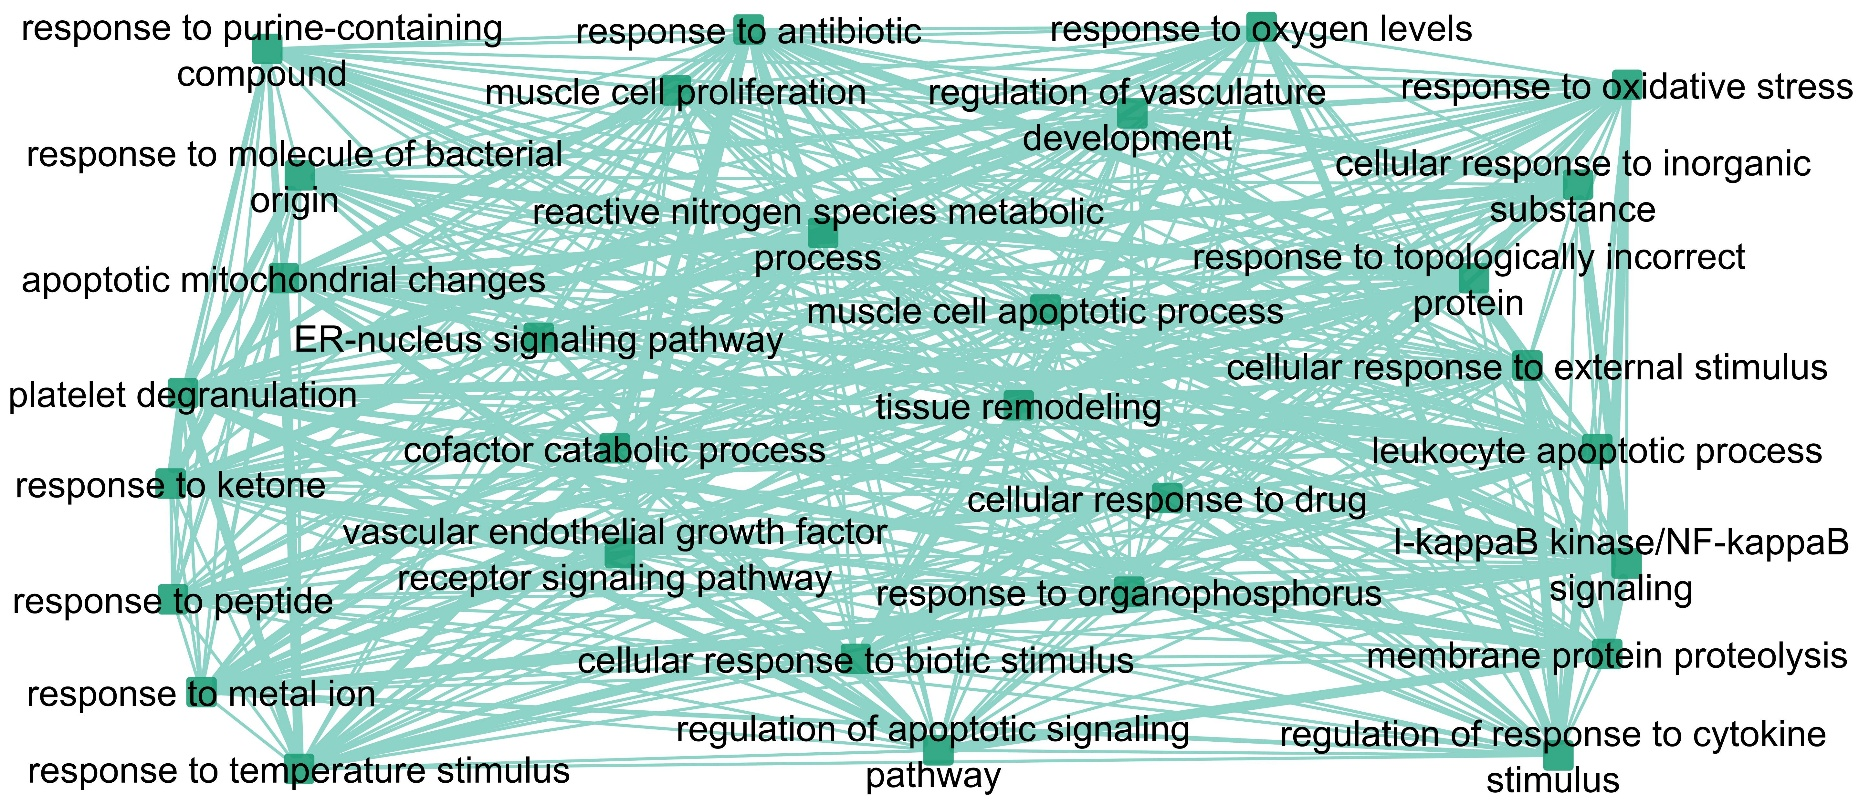 response to purine-containing
compound
response to antibiotic
response to oxygen levels
response to oxidative stress
muscle cell proliferation
regulation of vasculature
development
response to molecule of bacterial
origin
cellular response to inorganic
substance
reactive nitrogen species metabolic
process
response to topologically incorrect
protein
apoptotic mitochondrial changes
muscle cell apoptotic process
ER-nucleus signaling pathway
cellular response to external stimulus
platelet degranulation
tissue remodeling
cofactor catabolic process
leukocyte apoptotic process
response to ketone
cellular response to drug
vascular endothelial growth factor
receptor signaling pathway
I-kappaB kinase/NF-kappaB
signaling
response to peptide
response to organophosphorus
cellular response to biotic stimulus
membrane protein proteolysis
response to metal ion
regulation of apoptotic signaling
pathway
regulation of response to cytokine
stimulus
response to temperature stimulus